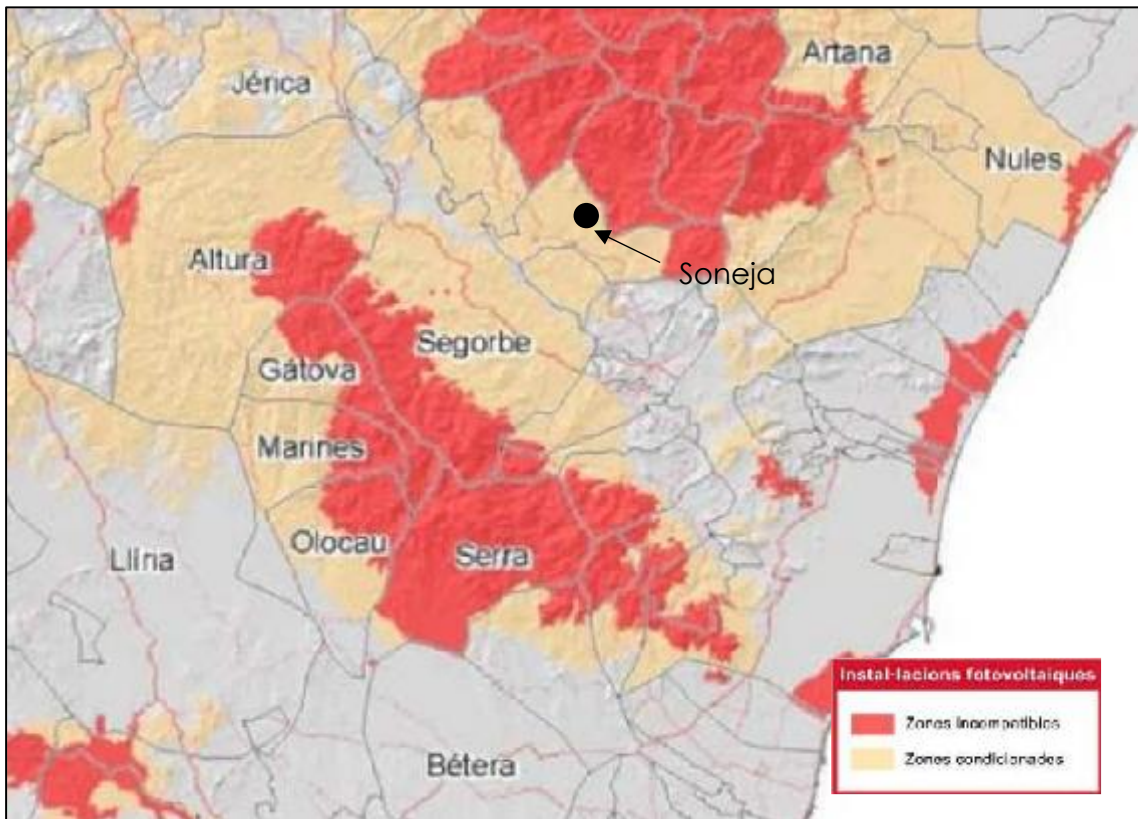 Artana
Jérica
Nules
Altura
Soneja
Segorbe
Gátova
Marines
Olocau
Serra
Llíria
Bétera
Instal·lacions fotovoltaiques
Zones incompatibles
Zones condicionades